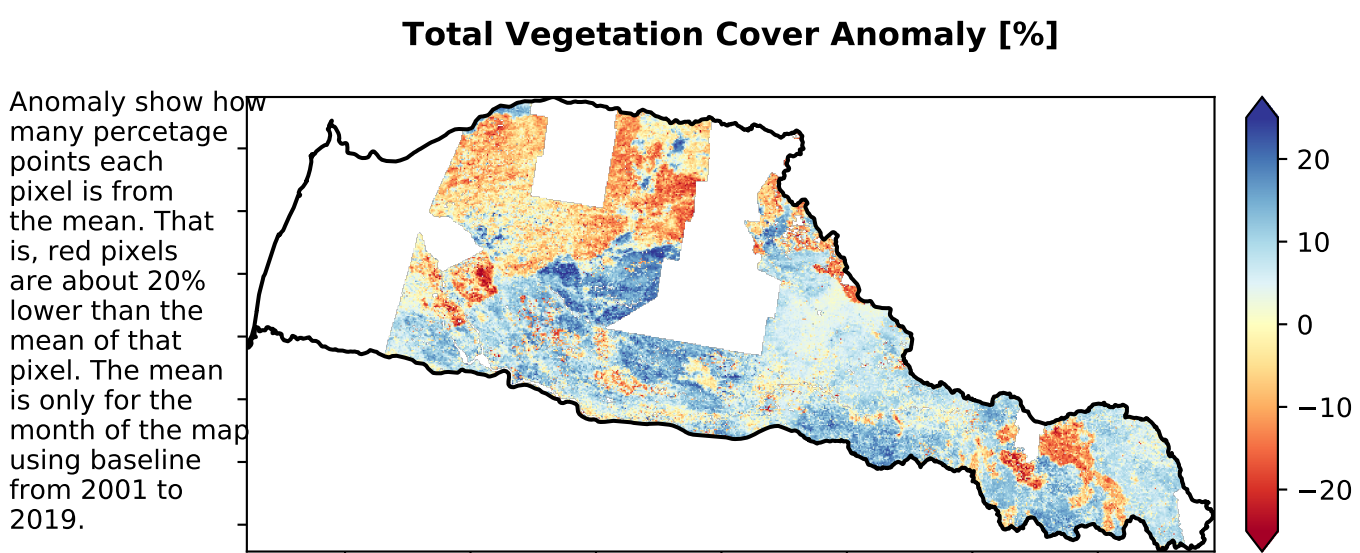 Total Vegetation Cover Anomaly [%]
Anomaly show how
many percetage
points each
pixel is from
the mean. That
is, red pixels
are about 20%
lower than the
mean of that
pixel. The mean
is only for the
month of the map
using baseline
from 2001 to
2019.
20
10
0
−10
−20